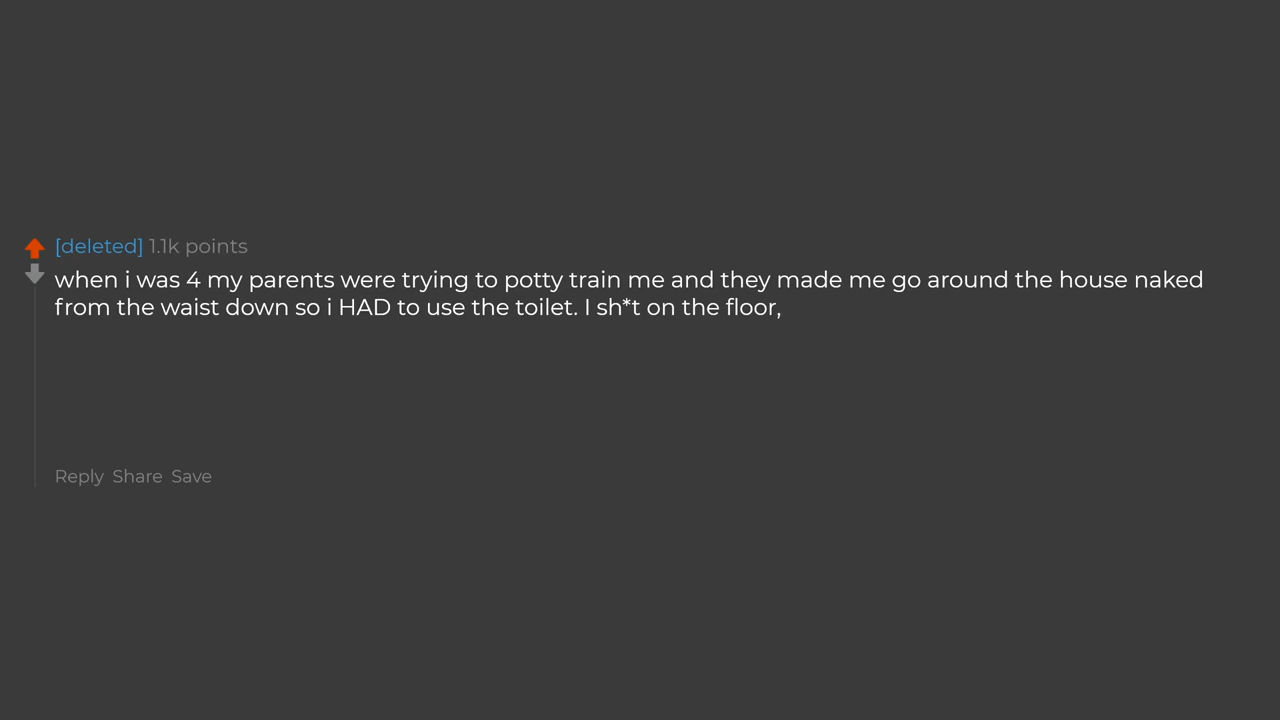 [deleted] 1.1k points
when i was 4 my parents were trying to potty train me and they made me go around the house naked
from the waist down so i HAD to use the toilet. I sh*t on the floor,
Reply Share Save